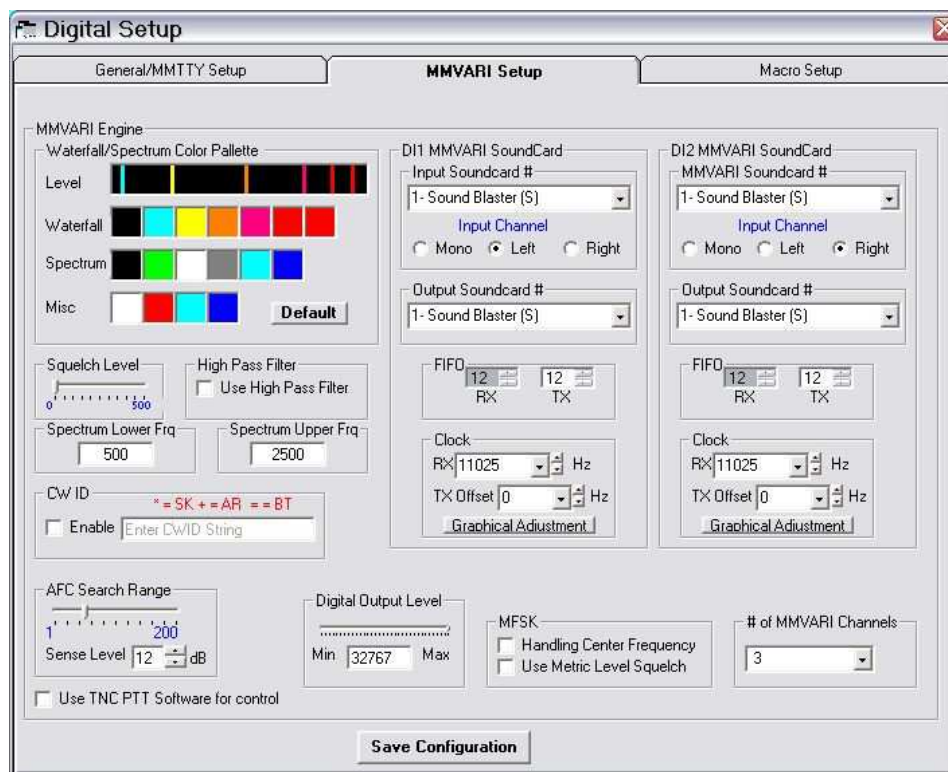 Digital Setup
General/MMTTY Setup
MMVARI Setup
Macro Setup
MMVARI Engine
Waterfall/Spectrum Color Pallette
Level
Waterfall
Spectrum
Misc
Default
Squelch Level
0
500
High Pass Filter
Use High Pass Filter
Spectrum Lower Frq
500
Spectrum Upper Frq
2500
CW ID
* = SK + = AR = = BT
Enable
Enter CWID String
DI1 MMVARI SoundCard
Input Soundcard #
1- Sound Blaster (S)
Input Channel
Mono Left Right
Output Soundcard #
1- Sound Blaster (S)
FIFO
12 12
RX TX
Clock
RX 11025 Hz
TX Offset 0 Hz
Graphical Adjustment
DI2 MMVARI SoundCard
MMVARI Soundcard #
1- Sound Blaster (S)
Input Channel
Mono Left Right
Output Soundcard #
1- Sound Blaster (S)
FIFO
12 12
RX TX
Clock
RX 11025 Hz
TX Offset 0 Hz
Graphical Adjustment
AFC Search Range
1 200
Sense Level 12 dB
Digital Output Level
Min 32767 Max
MFSK
Handling Center Frequency
Use Metric Level Squelch
# of MMVARI Channels
3
Use TNC PTT Software for control
Save Configuration